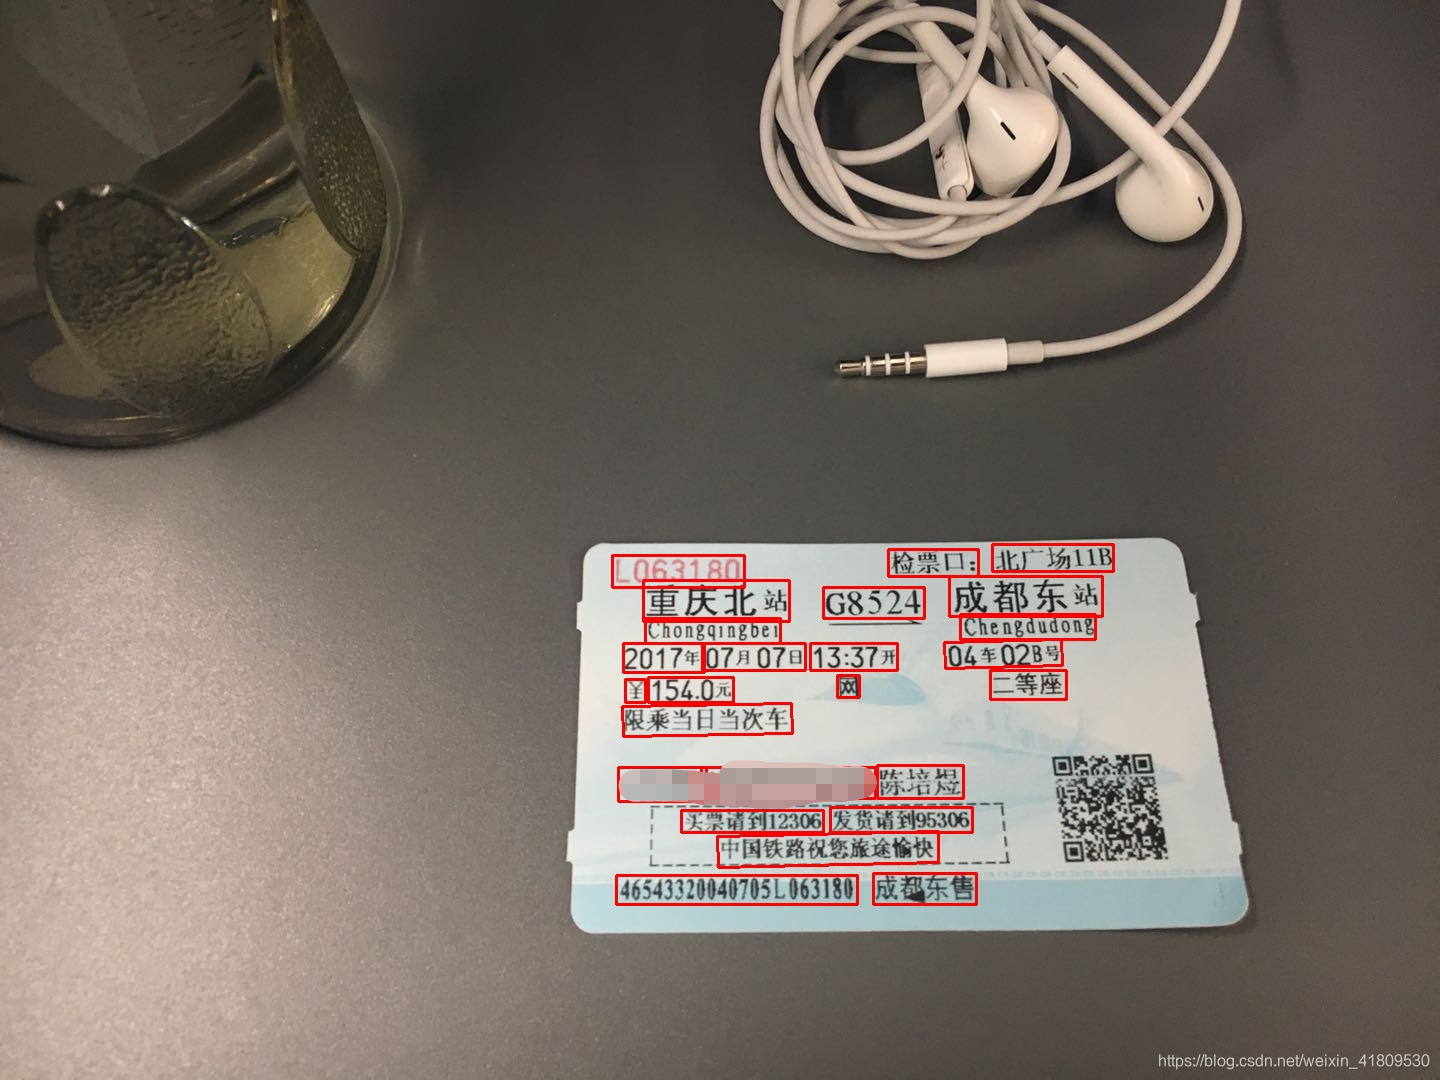 L063180 检票口: 北广场11B
重庆北站 G8524 成都东站
Chongqingbei Chengdudong
2017年07月07日 13:37开 04车02B号
￥154.0元 网 二等座
限乘当日当次车
陈培煜
买票请到12306 发货请到95306
中国铁路祝您旅途愉快
46543320040705L063180 成都东售
https://blog.csdn.net/weixin_41809530